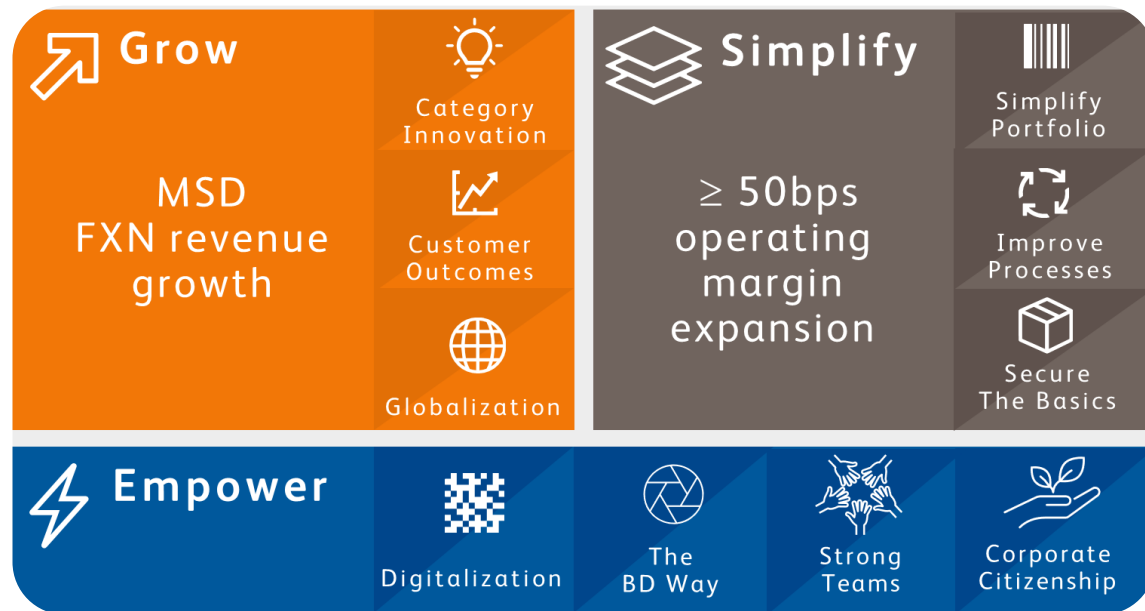 Grow
MSD
FXN revenue
growth
Category
Innovation
Customer
Outcomes
Globalization
Simplify
≥ 50bps
operating
margin
expansion
Simplify
Portfolio
Improve
Processes
Secure
The Basics
Empower
Digitalization
The
BD Way
Strong
Teams
Corporate
Citizenship